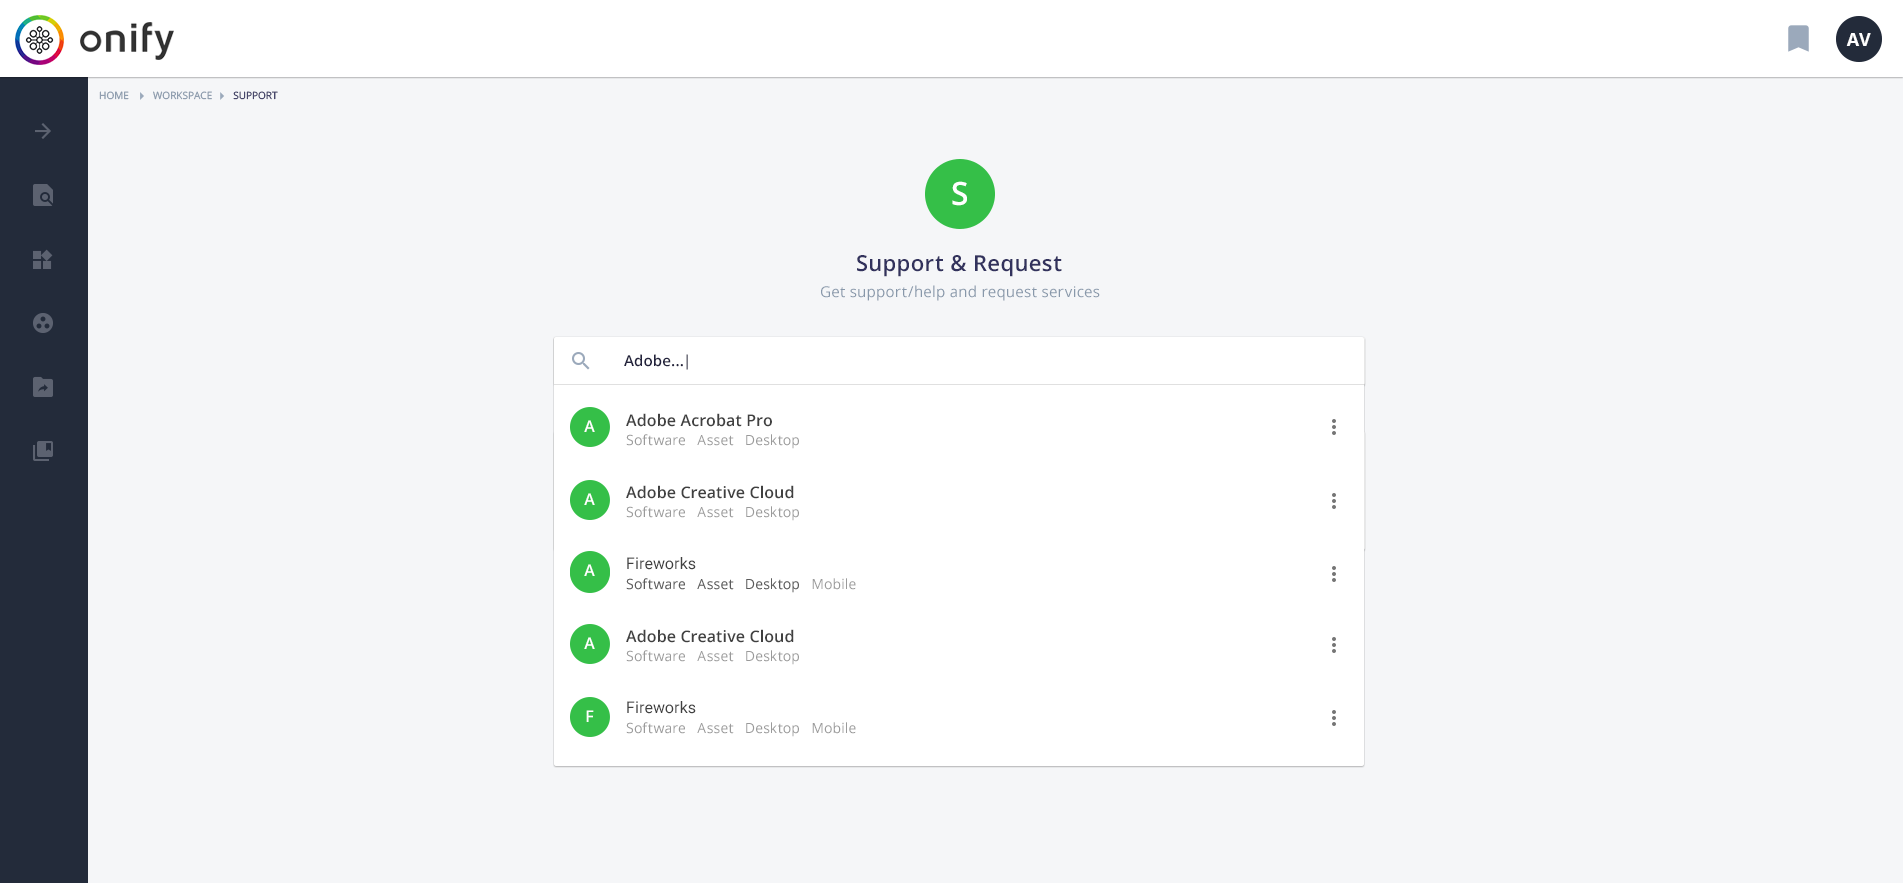 onify
AV
HOME WORKSPACE SUPPORT
S
Support & Request
Get support/help and request services
Adobe...|
A
Adobe Acrobat Pro
Software Asset Desktop
A
Adobe Creative Cloud
Software Asset Desktop
A
Fireworks
Software Asset Desktop Mobile
A
Adobe Creative Cloud
Software Asset Desktop
F
Fireworks
Software Asset Desktop Mobile